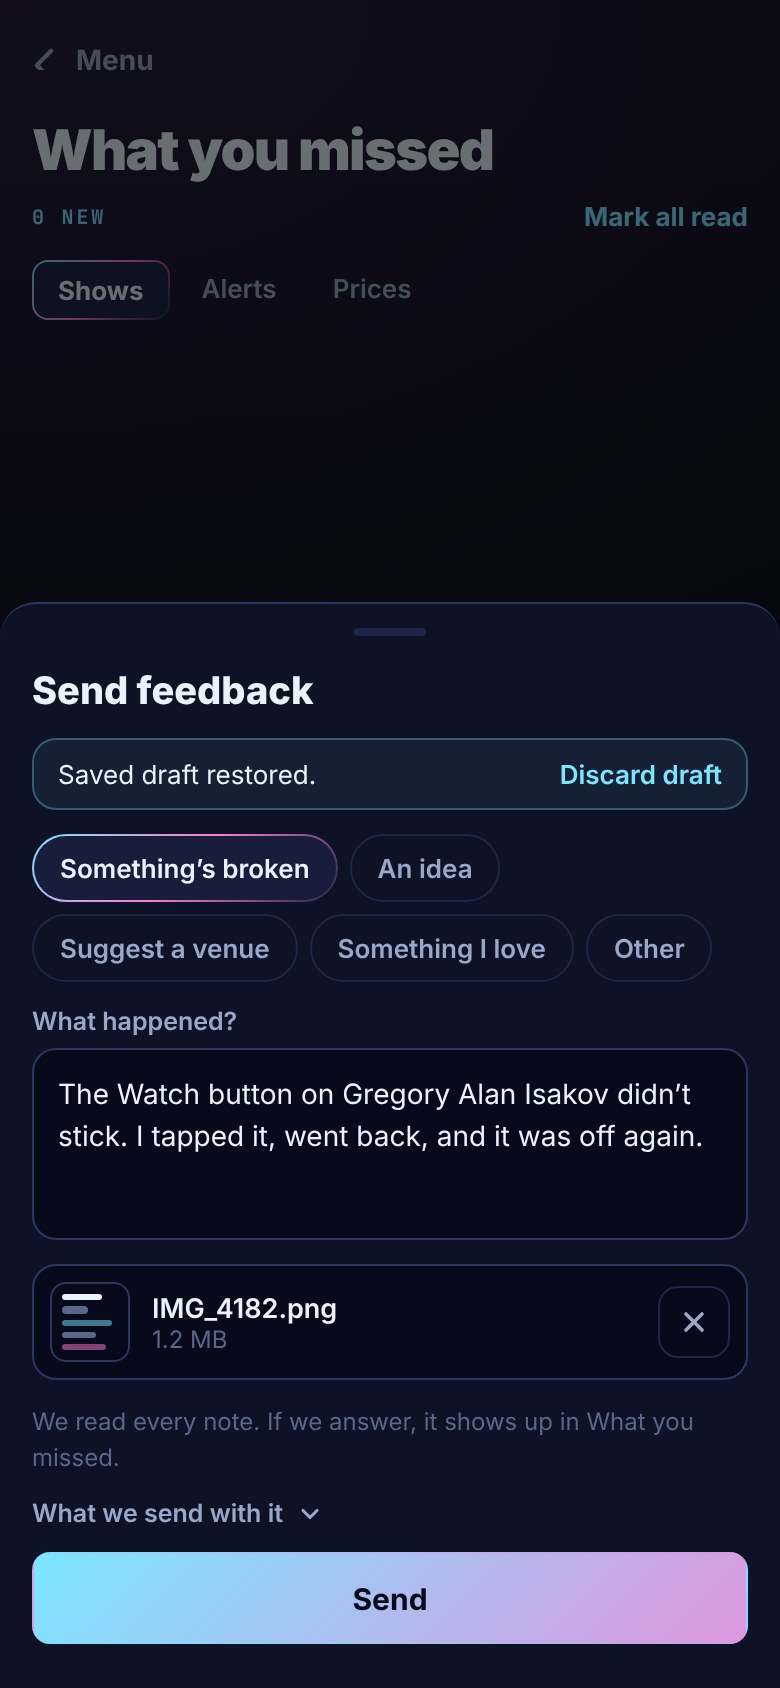 Menu
What you missed
0 NEW
Mark all read
Shows
Alerts
Prices
Send feedback
Saved draft restored.
Discard draft
Something’s broken
An idea
Suggest a venue
Something I love
Other
What happened?
The Watch button on Gregory Alan Isakov didn’t
stick. I tapped it, went back, and it was off again.
IMG_4182.png
1.2 MB
We read every note. If we answer, it shows up in What you
missed.
What we send with it
Send